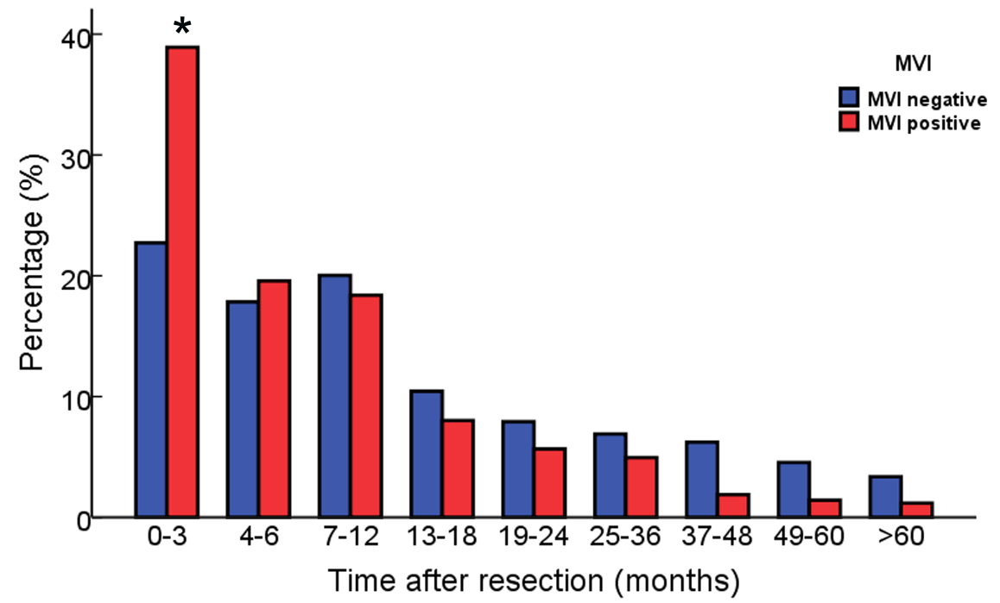 *
40
30
20
10
0
Percentage (%)
MVI
MVI negative
MVI positive
0-3 4-6 7-12 13-18 19-24 25-36 37-48 49-60 >60
Time after resection (months)